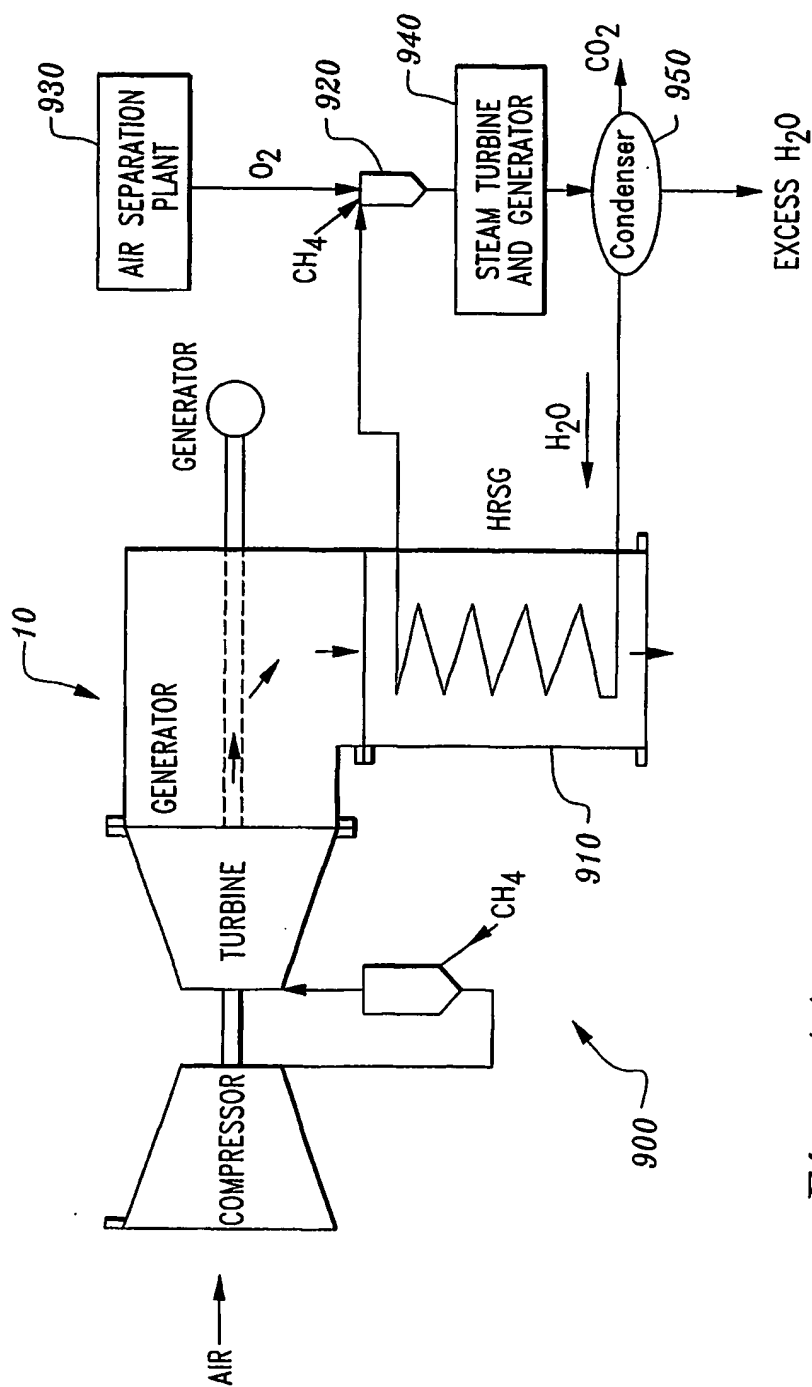 AIR
COMPRESSOR
TURBINE
GENERATOR
10
GENERATOR
CH4
900
910
HRSG
H2O
930
AIR SEPARATION
PLANT
O2
CH4
920
940
STEAM TURBINE
AND GENERATOR
Condenser
CO2
950
EXCESS H2O